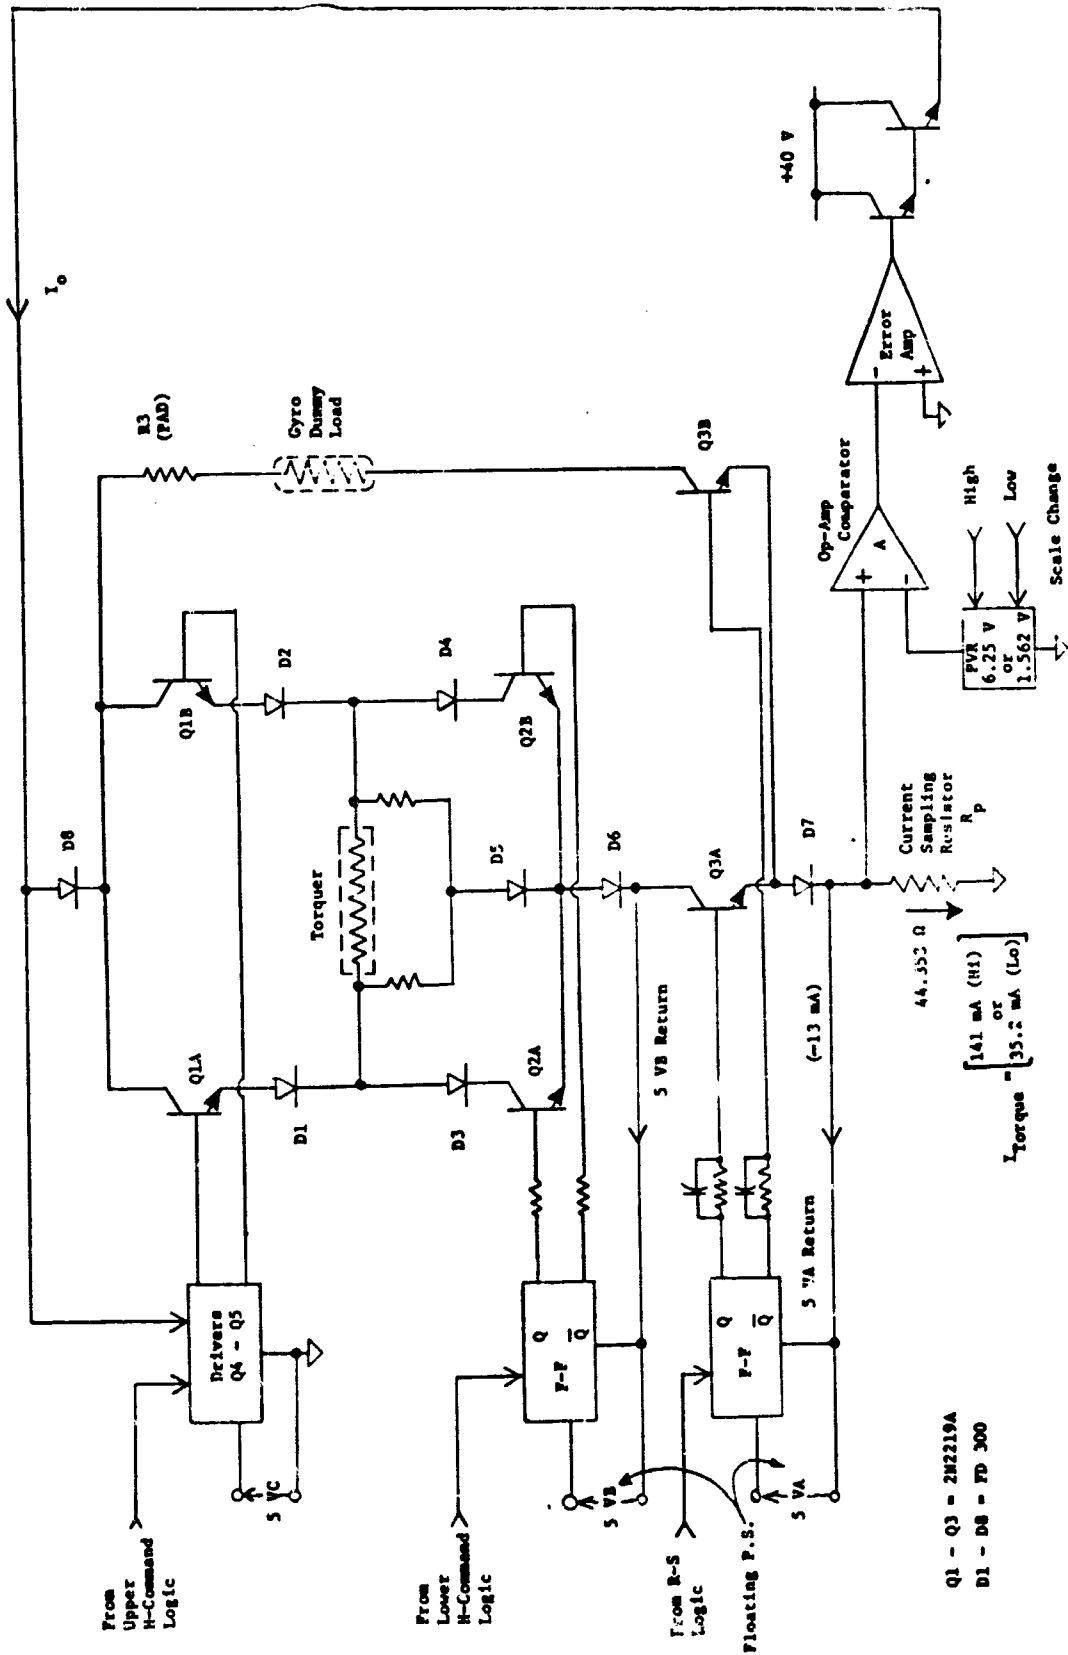 From
Upper
H-Command
Logic
Drivers
Q4 - Q5
5 VC
From
Lower
H-Command
Logic
Q
F-F
Q̅
5 VB
From R-S
Logic
Floating P.S.
Q
F-F
Q̅
5 VA
Q1 - Q3 = 2N2219A
D1 - D8 = FD 300
I₀
D8
Q1A
Q1B
D1
D2
Torquer
D3
D4
D5
Q2A
Q2B
D6
5 VB Return
Q3A
R3
(PAD)
Gyro
Dummy
Load
Q3B
D7
5 VA Return
(~13 mA)
Current
Sampling
Resistor
Rp
Ω
I Torque =
141 mA (Hi)
or
mA (Lo)
Op-Amp
Comparator
A
+
-
PVR
6.25 V
or
1.562 V
High
Low
Scale Change
Error
Amp
-
+
+40 V